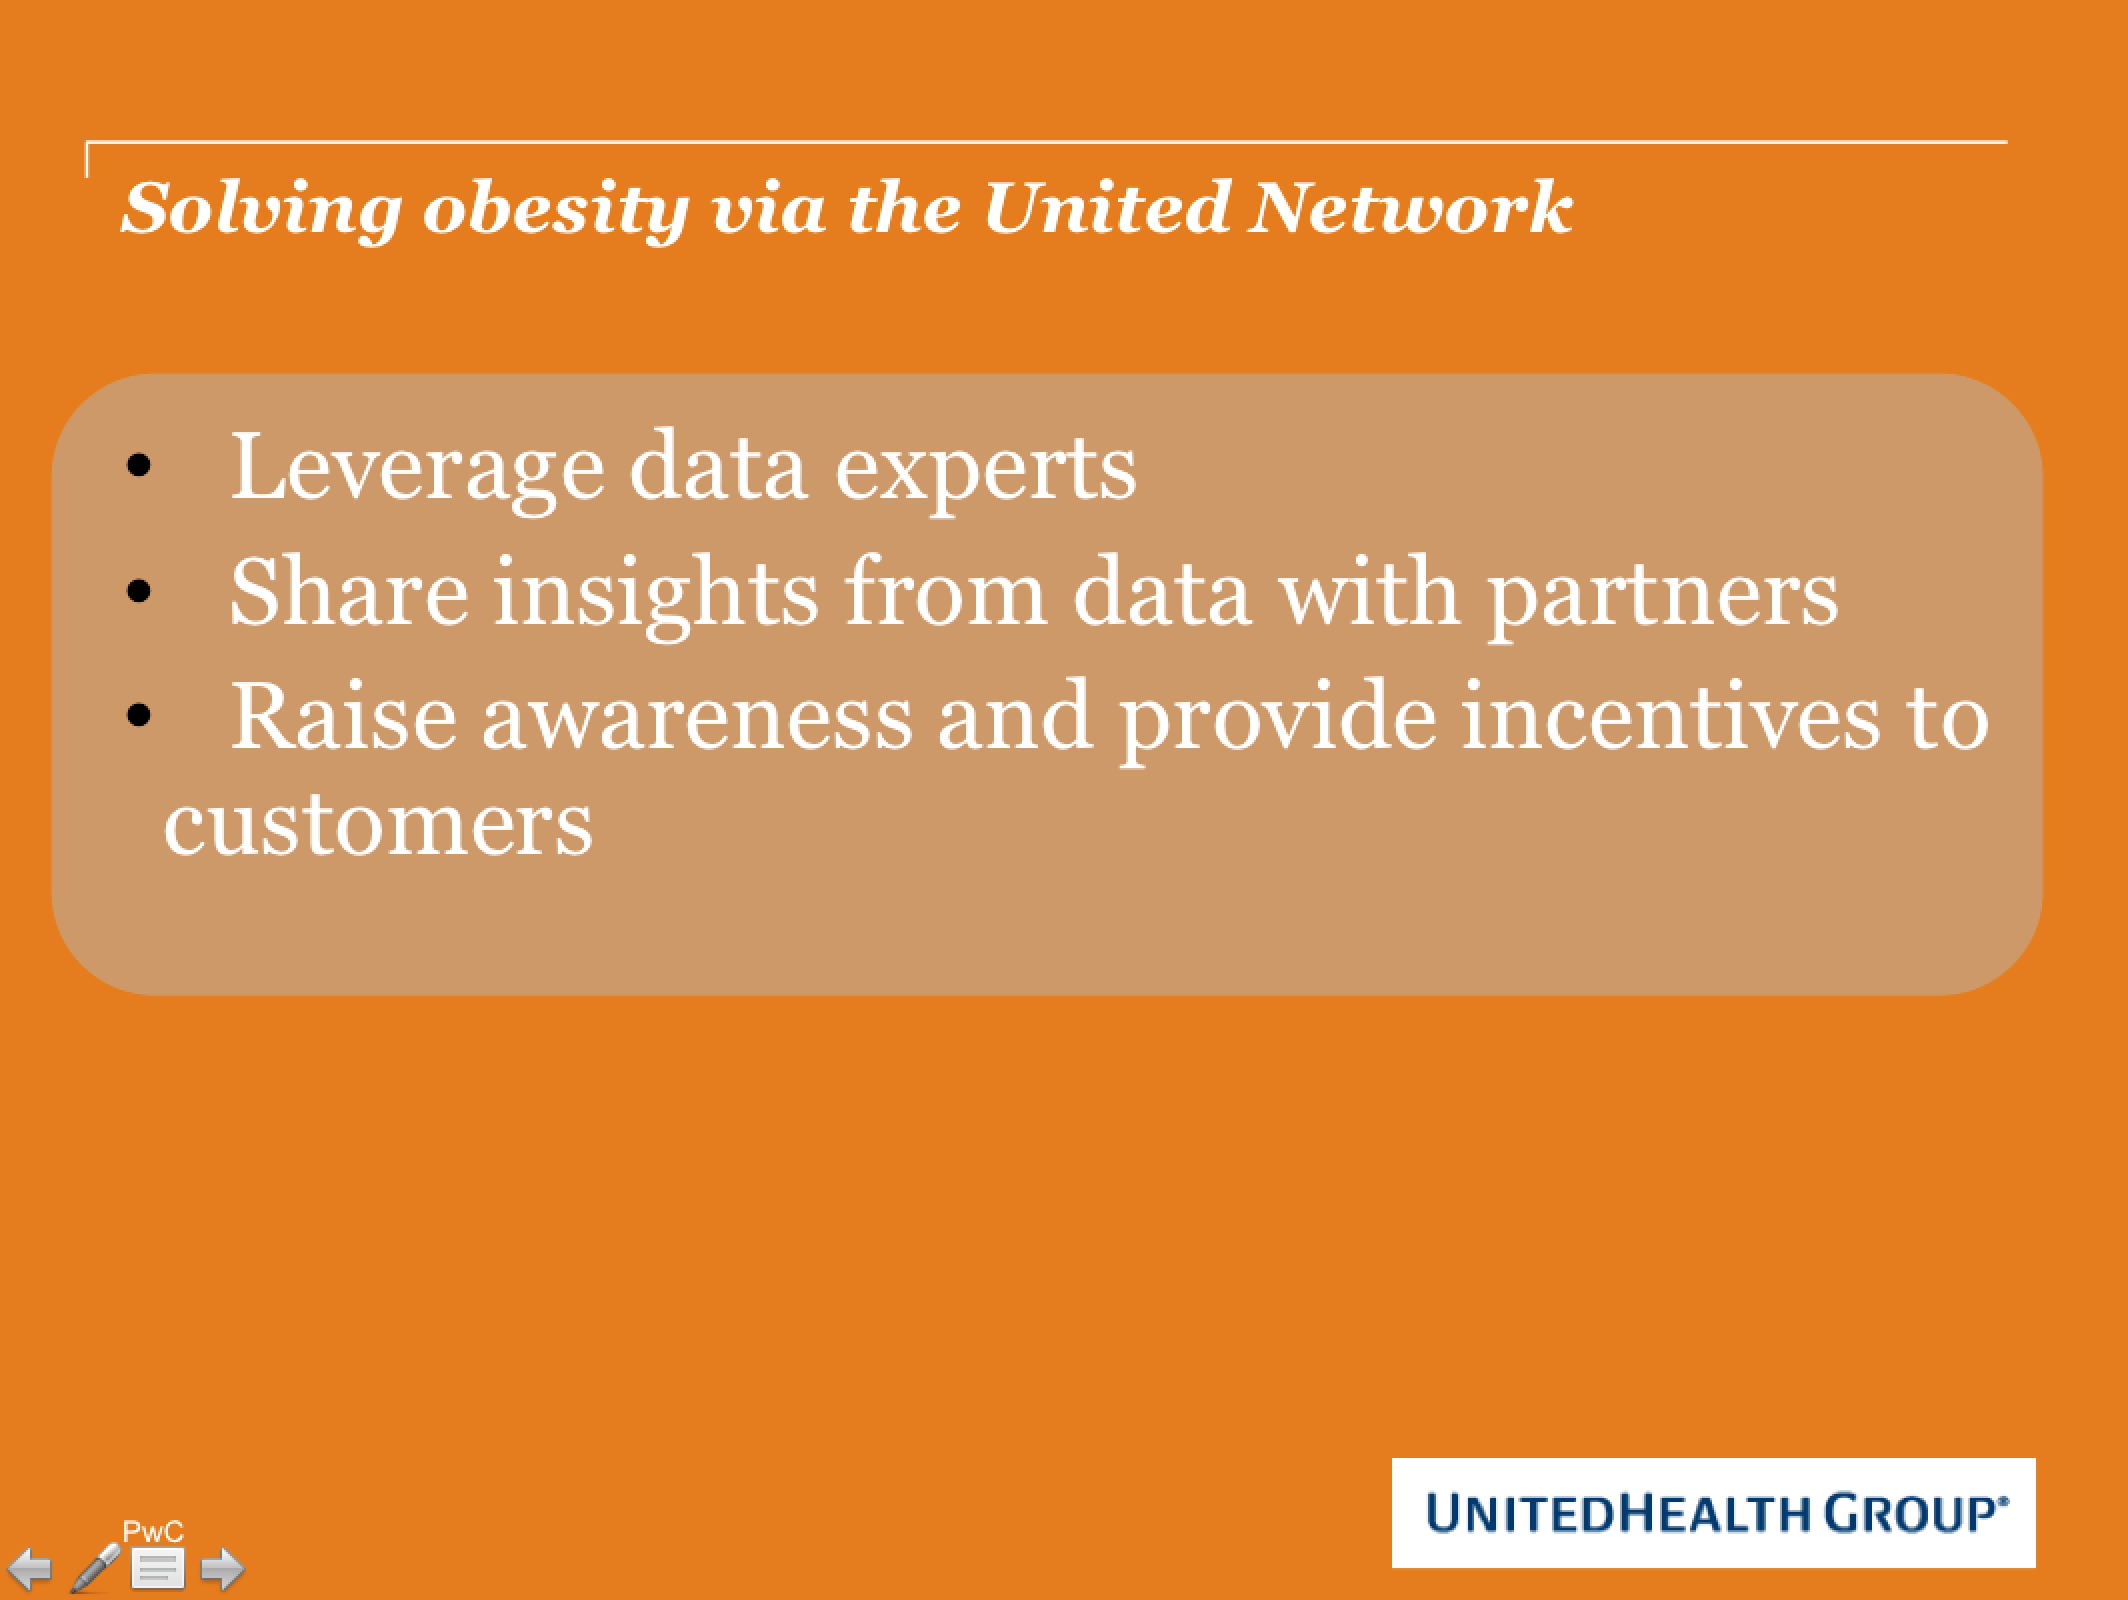 Solving obesity via the United Network
• Leverage data experts
• Share insights from data with partners
• Raise awareness and provide incentives to
customers
PwC
UNITEDHEALTH GROUP®